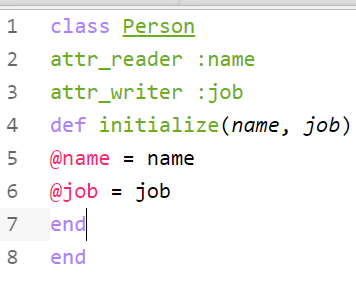 1 class Person
2 attr_reader :name
3 attr_writer :job
4 def initialize(name, job)
5 @name = name
6 @job = job
7 end
8 end